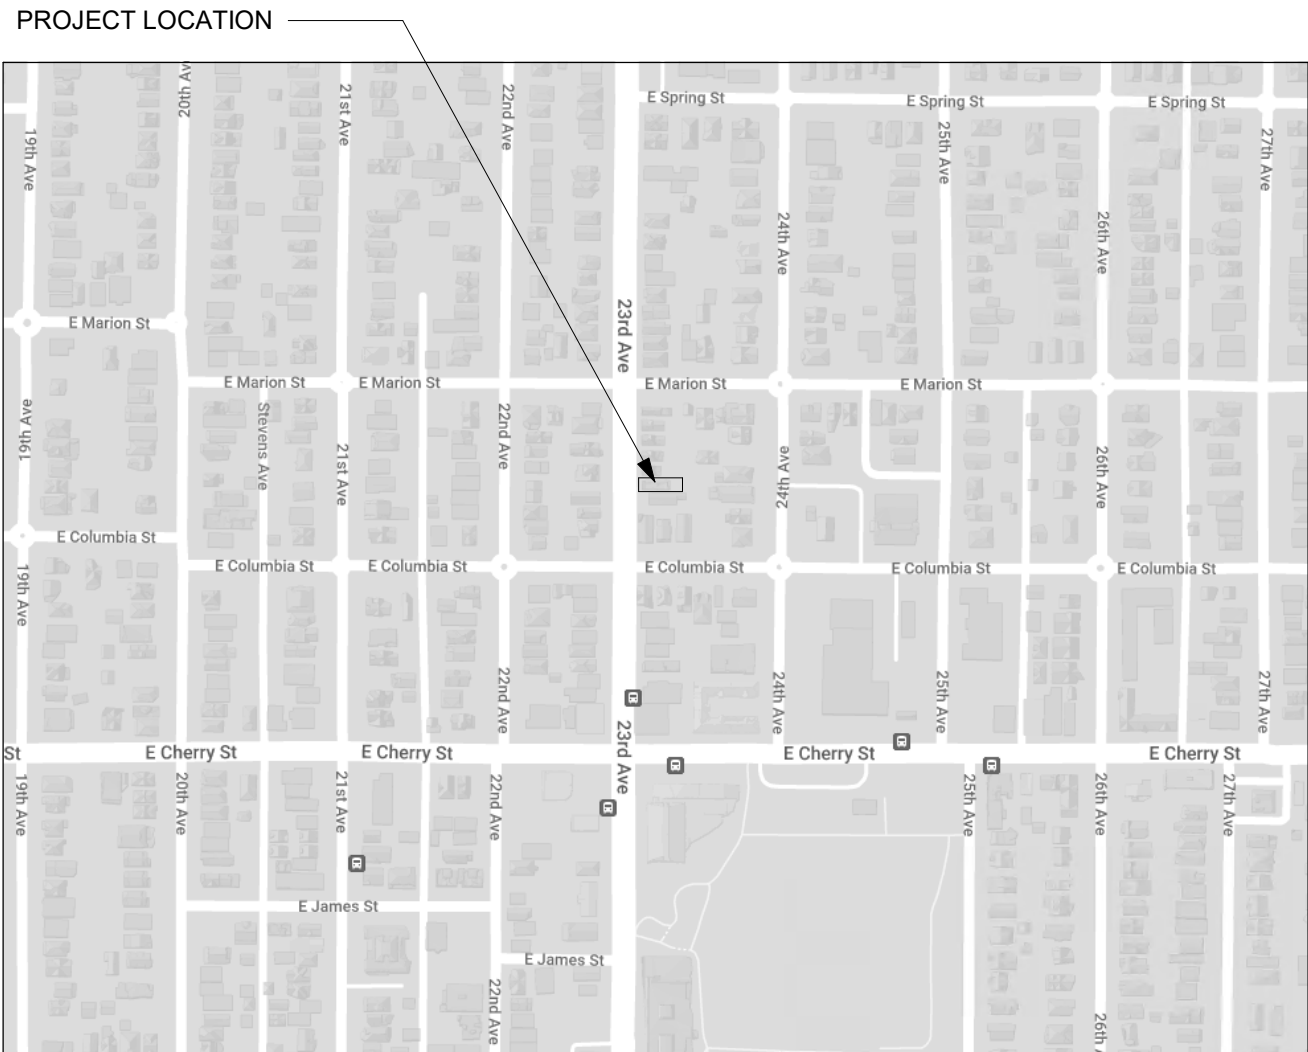 PROJECT LOCATION
20th Av
21st Ave
22nd Ave
E Spring St
E Spring St
E Spring St
19th Ave
25th Ave
27th Ave
24th Ave
26th Ave
23rd Ave
E Marion St
E Marion St
E Marion St
E Marion St
E Marion St
19th Ave
Stevens Ave
21st Ave
22nd Ave
24th Ave
26th Ave
E Columbia St
E Columbia St
E Columbia St
E Columbia St
E Columbia St
E Columbia St
19th Ave
22nd Ave
24th Ave
25th Ave
27th Ave
23rd Ave
St
E Cherry St
E Cherry St
E Cherry St
E Cherry St
19th Ave
20th Ave
21st Ave
22nd Ave
25th Ave
26th Ave
27th Ave
E James St
E James St
22nd Ave
26th